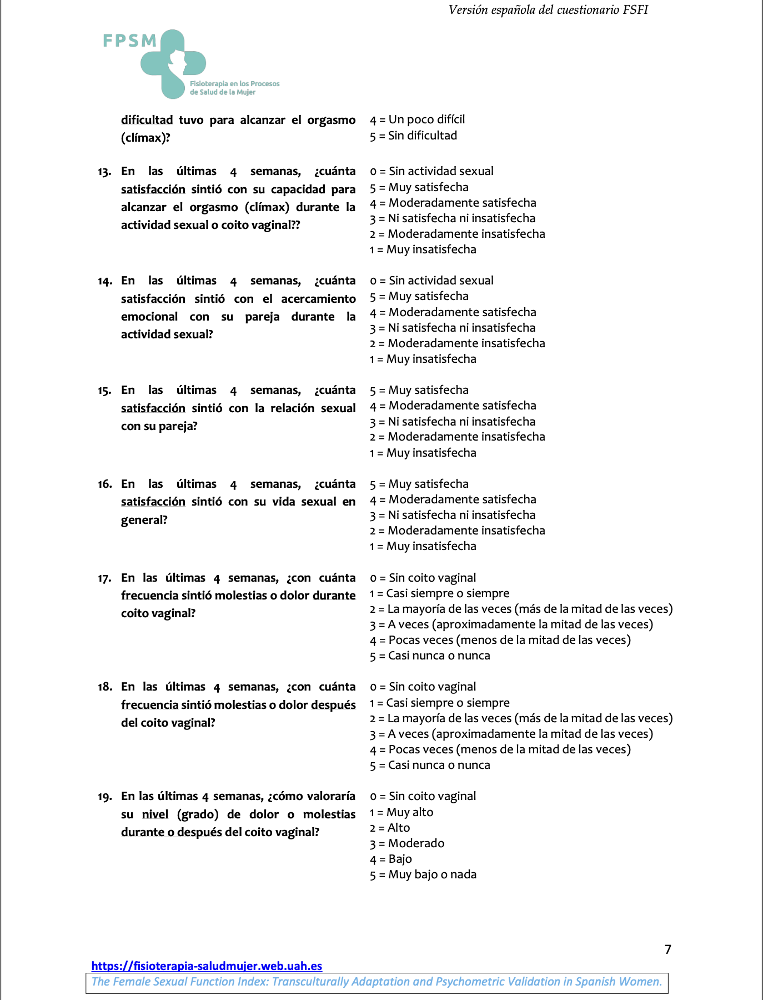 Versión española del cuestionario FSFI
FPSM
Fisioterapia en los Procesos
de Salud de la Mujer
dificultad tuvo para alcanzar el orgasmo
(clímax)?
4 = Un poco difícil
5 = Sin dificultad
13. En las últimas 4 semanas, ¿cuánta
satisfacción sintió con su capacidad para
alcanzar el orgasmo (clímax) durante la
actividad sexual o coito vaginal??
0 = Sin actividad sexual
5 = Muy satisfecha
4 = Moderadamente satisfecha
3 = Ni satisfecha ni insatisfecha
2 = Moderadamente insatisfecha
1 = Muy insatisfecha
14. En las últimas 4 semanas, ¿cuánta
satisfacción sintió con el acercamiento
emocional con su pareja durante la
actividad sexual?
0 = Sin actividad sexual
5 = Muy satisfecha
4 = Moderadamente satisfecha
3 = Ni satisfecha ni insatisfecha
2 = Moderadamente insatisfecha
1 = Muy insatisfecha
15. En las últimas 4 semanas, ¿cuánta
satisfacción sintió con la relación sexual
con su pareja?
5 = Muy satisfecha
4 = Moderadamente satisfecha
3 = Ni satisfecha ni insatisfecha
2 = Moderadamente insatisfecha
1 = Muy insatisfecha
16. En las últimas 4 semanas, ¿cuánta
satisfacción sintió con su vida sexual en
general?
5 = Muy satisfecha
4 = Moderadamente satisfecha
3 = Ni satisfecha ni insatisfecha
2 = Moderadamente insatisfecha
1 = Muy insatisfecha
17. En las últimas 4 semanas, ¿con cuánta
frecuencia sintió molestias o dolor durante
coito vaginal?
0 = Sin coito vaginal
1 = Casi siempre o siempre
2 = La mayoría de las veces (más de la mitad de las veces)
3 = A veces (aproximadamente la mitad de las veces)
4 = Pocas veces (menos de la mitad de las veces)
5 = Casi nunca o nunca
18. En las últimas 4 semanas, ¿con cuánta
frecuencia sintió molestias o dolor después
del coito vaginal?
0 = Sin coito vaginal
1 = Casi siempre o siempre
2 = La mayoría de las veces (más de la mitad de las veces)
3 = A veces (aproximadamente la mitad de las veces)
4 = Pocas veces (menos de la mitad de las veces)
5 = Casi nunca o nunca
19. En las últimas 4 semanas, ¿cómo valoraría
su nivel (grado) de dolor o molestias
durante o después del coito vaginal?
0 = Sin coito vaginal
1 = Muy alto
2 = Alto
3 = Moderado
4 = Bajo
5 = Muy bajo o nada
7
https://fisioterapia-saludmujer.web.uah.es
The Female Sexual Function Index: Transculturally Adaptation and Psychometric Validation in Spanish Women.